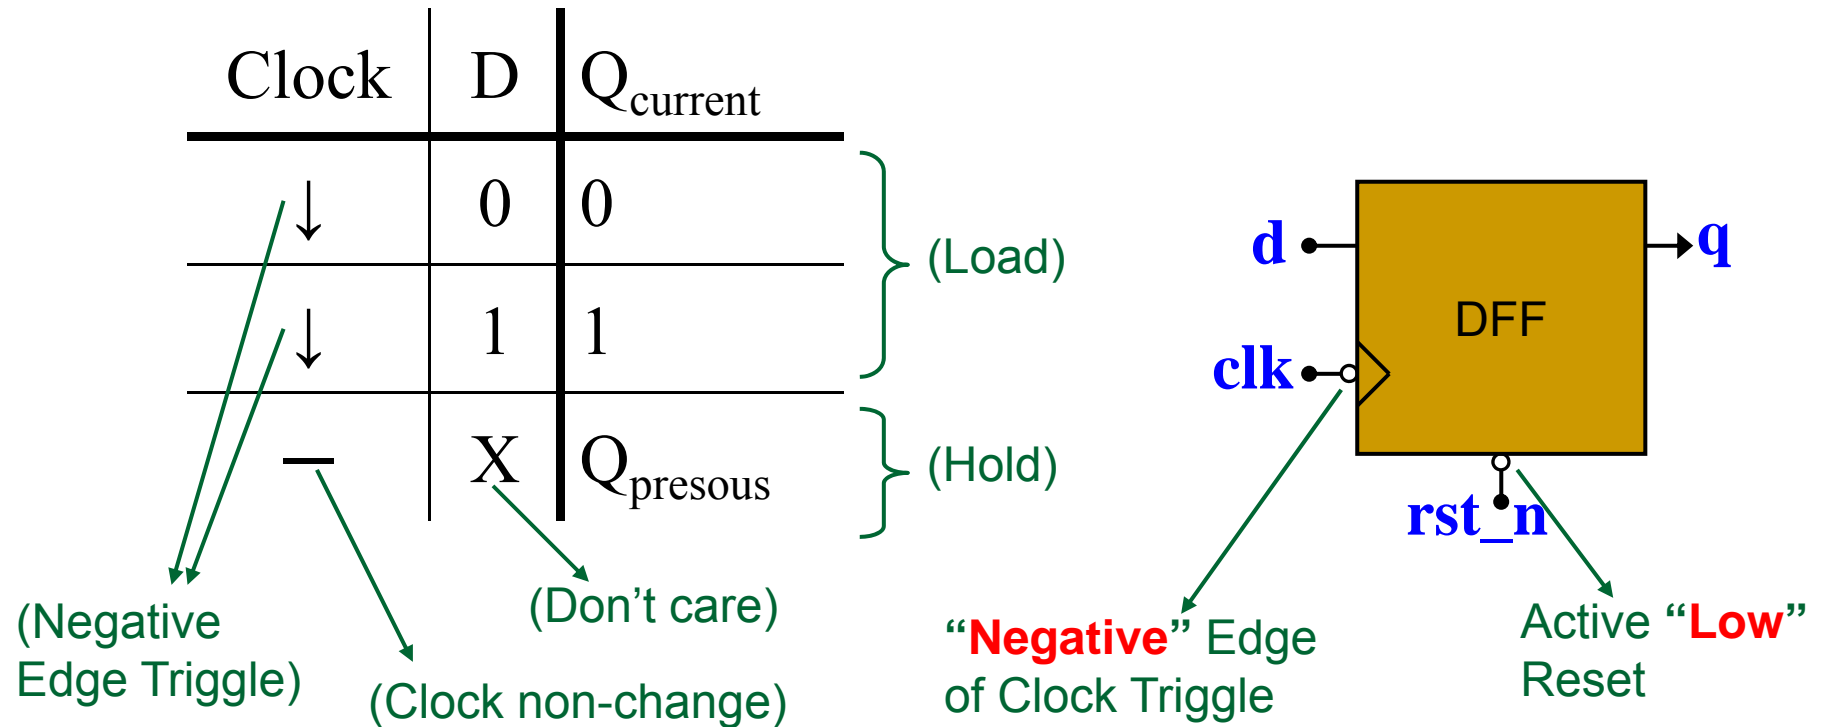 Clock D Qcurrent
↓ 0 0
↓ 1 1
— X Qpresous
(Load)
(Hold)
(Negative
Edge Triggle)
(Clock non-change)
(Don’t care)
d
clk
DFF
q
rst_n
“Negative” Edge
of Clock Triggle
Active “Low”
Reset